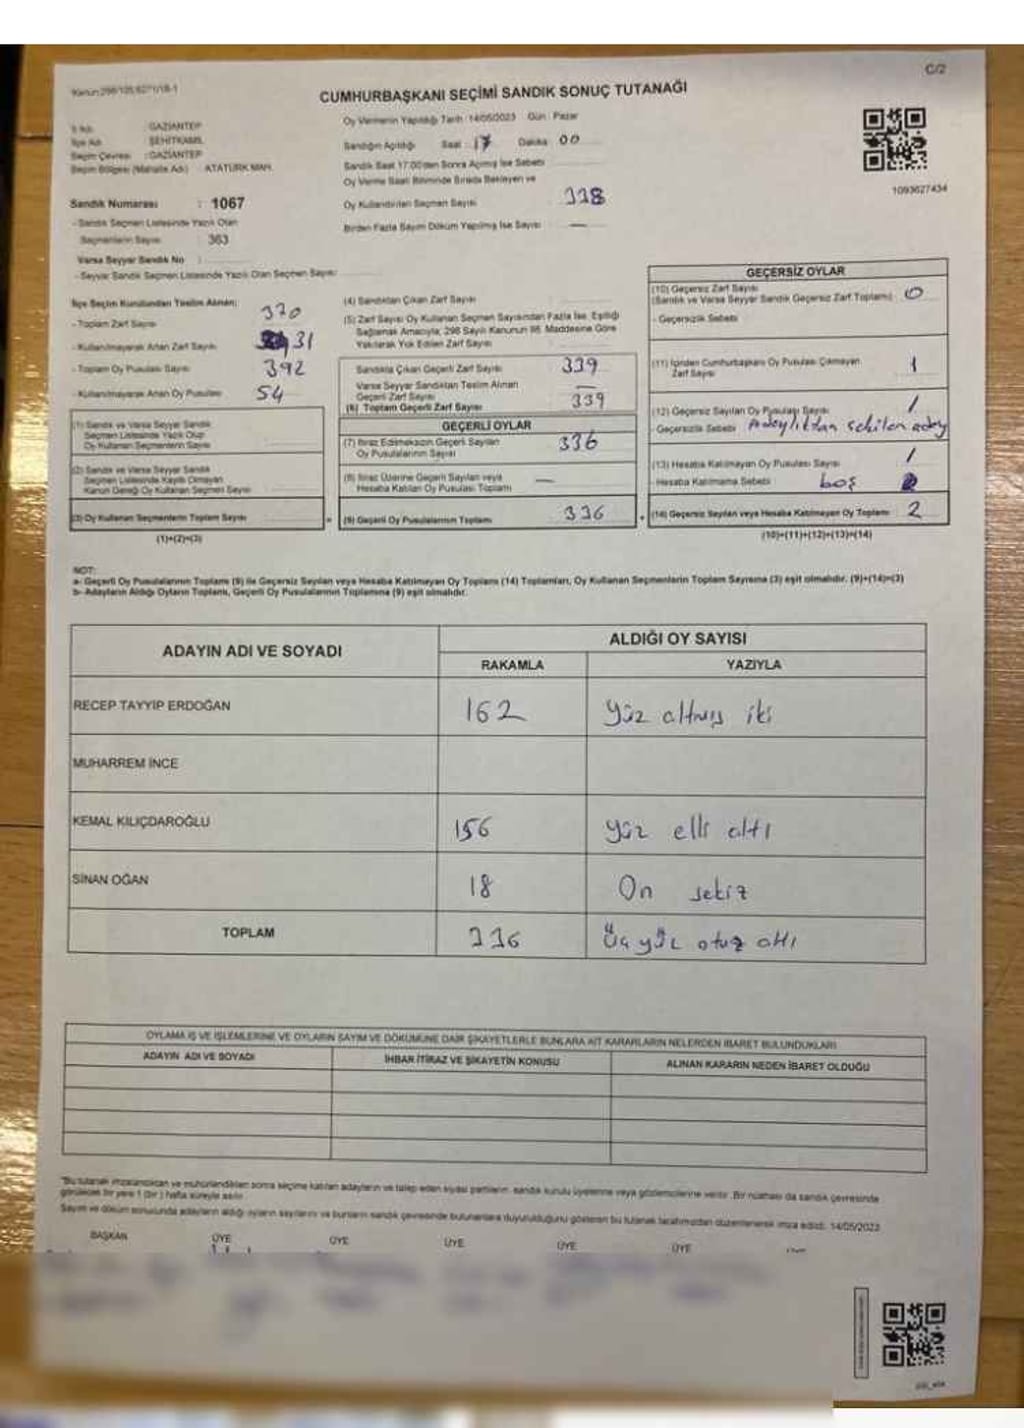 C/2
CUMHURBAŞKANI SEÇİMİ SANDIK SONUÇ TUTANAĞI
Oy Vermenin Yapıldığı Tarih :14/05/2023 Gün : Pazar
İl Adı : GAZİANTEP
İlçe Adı : ŞEHİTKAMİL
Seçim Çevresi : GAZİANTEP
Seçim Bölgesi (Mahalle Adı) : ATATÜRK MAH.
Sandığın Açıldığı Saat : 17 Dakika 00
Sandık Saat 17:00'den Sonra Açılmış İse Sebebi
Oy Verme Saati Bitiminde Sırada Bekleyen ve
Oy Kullandırılan Seçmen Sayısı 338
Birden Fazla Sayım Döküm Yapılmış İse Sayısı —
1093627434
Sandık Numarası : 1067
- Sandık Seçmen Listesinde Yazılı Olan
Seçmenlerin Sayısı : 363
Varsa Seyyar Sandık No :
- Seyyar Sandık Seçmen Listesinde Yazılı Olan Seçmen Sayısı:
İlçe Seçim Kurulundan Teslim Alınan;
- Toplam Zarf Sayısı 370
- Kullanılmayarak Artan Zarf Sayısı 31
- Toplam Oy Pusulası Sayısı 392
- Kullanılmayarak Artan Oy Pusulası 54
(1) Sandık ve Varsa Seyyar Sandık
Seçmen Listesinde Yazılı Olup
Oy Kullanan Seçmenlerin Sayısı
(2) Sandık ve Varsa Seyyar Sandık
Seçmen Listesinde Kayıtlı Olmayan
Kanun Gereği Oy Kullanan Seçmen Sayısı
(3) Oy Kullanan Seçmenlerin Toplam Sayısı
(1)+(2)=(3)
(4) Sandıktan Çıkan Zarf Sayısı
(5) Zarf Sayısı Oy Kullanan Seçmen Sayısından Fazla İse, Eşitliği
Sağlamak Amacıyla; 298 Sayılı Kanunun 98. Maddesine Göre
Yakılarak Yok Edilen Zarf Sayısı
Sandıkta Çıkan Geçerli Zarf Sayısı 339
Varsa Seyyar Sandıktan Teslim Alınan
Geçerli Zarf Sayısı —
(6) Toplam Geçerli Zarf Sayısı 339
GEÇERLİ OYLAR
(7) İtiraz Edilmeksizin Geçerli Sayılan
Oy Pusulalarının Sayısı 336
(8) İtiraz Üzerine Geçerli Sayılan veya
Hesaba Katılan Oy Pusulası Toplamı —
(9) Geçerli Oy Pusulalarının Toplamı 336
GEÇERSİZ OYLAR
(10) Geçersiz Zarf Sayısı
(Sandık ve Varsa Seyyar Sandık Geçersiz Zarf Toplamı) 0
- Geçersizlik Sebebi
(11) İçinden Cumhurbaşkanı Oy Pusulası Çıkmayan
Zarf Sayısı 1
(12) Geçersiz Sayılan Oy Pusulası Sayısı 1
- Geçersizlik Sebebi Adaylıktan çekilen aday
(13) Hesaba Katılmayan Oy Pusulası Sayısı 1
- Hesaba Katılmama Sebebi boş
(14) Geçersiz Sayılan veya Hesaba Katılmayan Oy Toplamı 2
(10)+(11)+(12)+(13)=(14)
NOT:
a- Geçerli Oy Pusulalarının Toplamı (9) ile Geçersiz Sayılan veya Hesaba Katılmayan Oy Toplamı (14) Toplamları, Oy Kullanan Seçmenlerin Toplam Sayısına (3) eşit olmalıdır. (9)+(14)=(3)
b- Adayların Aldığı Oyların Toplamı, Geçerli Oy Pusulalarının Toplamına (9) eşit olmalıdır.
ADAYIN ADI VE SOYADI
ALDIĞI OY SAYISI
RAKAMLA YAZIYLA
RECEP TAYYİP ERDOĞAN 162 Yüz altmış iki
MUHARREM İNCE
KEMAL KILIÇDAROĞLU 156 Yüz elli altı
SİNAN OĞAN 18 On sekiz
TOPLAM 336 Üç yüz otuz altı
OYLAMA İŞ VE İŞLEMLERİNE VE OYLARIN SAYIM VE DÖKÜMÜNE DAİR ŞİKAYETLERLE BUNLARA AİT KARARLARIN NELERDEN İBARET BULUNDUKLARI
ADAYIN ADI VE SOYADI İHBAR İTİRAZ VE ŞİKAYETİN KONUSU ALINAN KARARIN NEDEN İBARET OLDUĞU
"Bu tutanak imzalandıktan ve mühürlendikten sonra seçime katılan adayların ve talep eden siyasi partilerin, sandık kurulu üyelerine veya gözlemcilerine verilir. Bir nüshası da sandık çevresinde
görülecek bir yere 1 (bir) hafta süreyle asılır.
Sayım ve döküm sonucunda adayların aldığı oyların sayılarını ve bunların sandık çevresinde bulunanlara duyurulduğunu gösteren bu tutanak tarafımızdan düzenlenerek imza edildi. 14/05/2023
BAŞKAN ÜYE ÜYE ÜYE ÜYE ÜYE